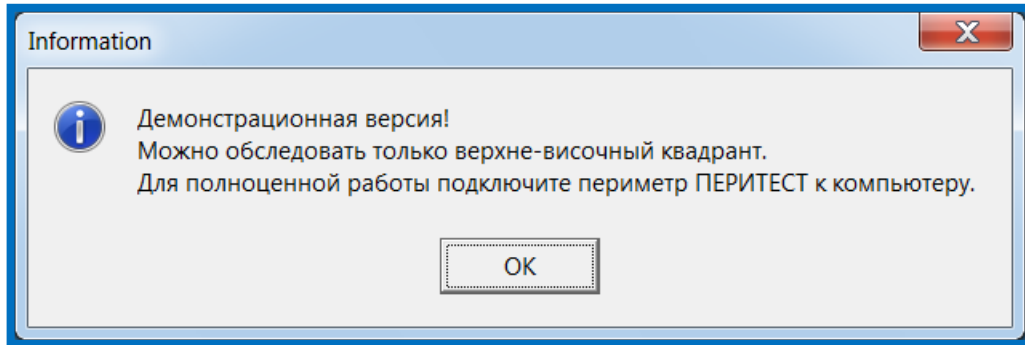 Information
Демонстрационная версия!
Можно обследовать только верхне-височный квадрант.
Для полноценной работы подключите периметр ПЕРИТЕСТ к компьютеру.
OK